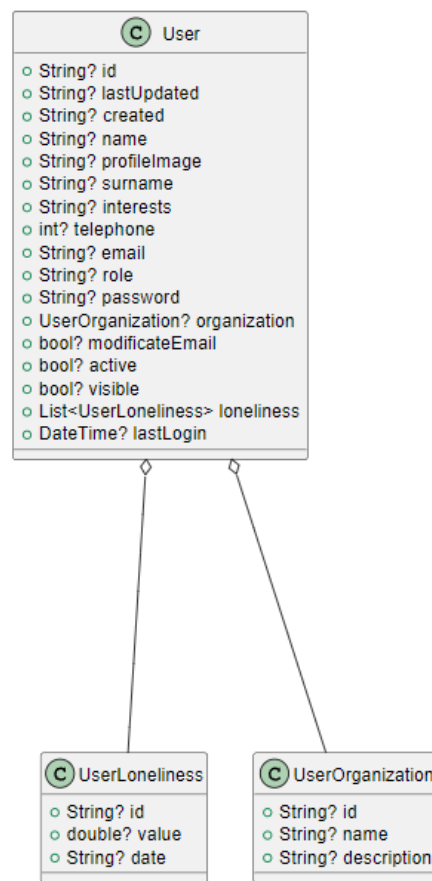 C User
String? id
String? lastUpdated
String? created
String? name
String? profileImage
String? surname
String? interests
int? telephone
String? email
String? role
String? password
UserOrganization? organization
bool? modificateEmail
bool? active
bool? visible
List<UserLoneliness> loneliness
DateTime? lastLogin
C UserLoneliness
String? id
double? value
String? date
C UserOrganization
String? id
String? name
String? description